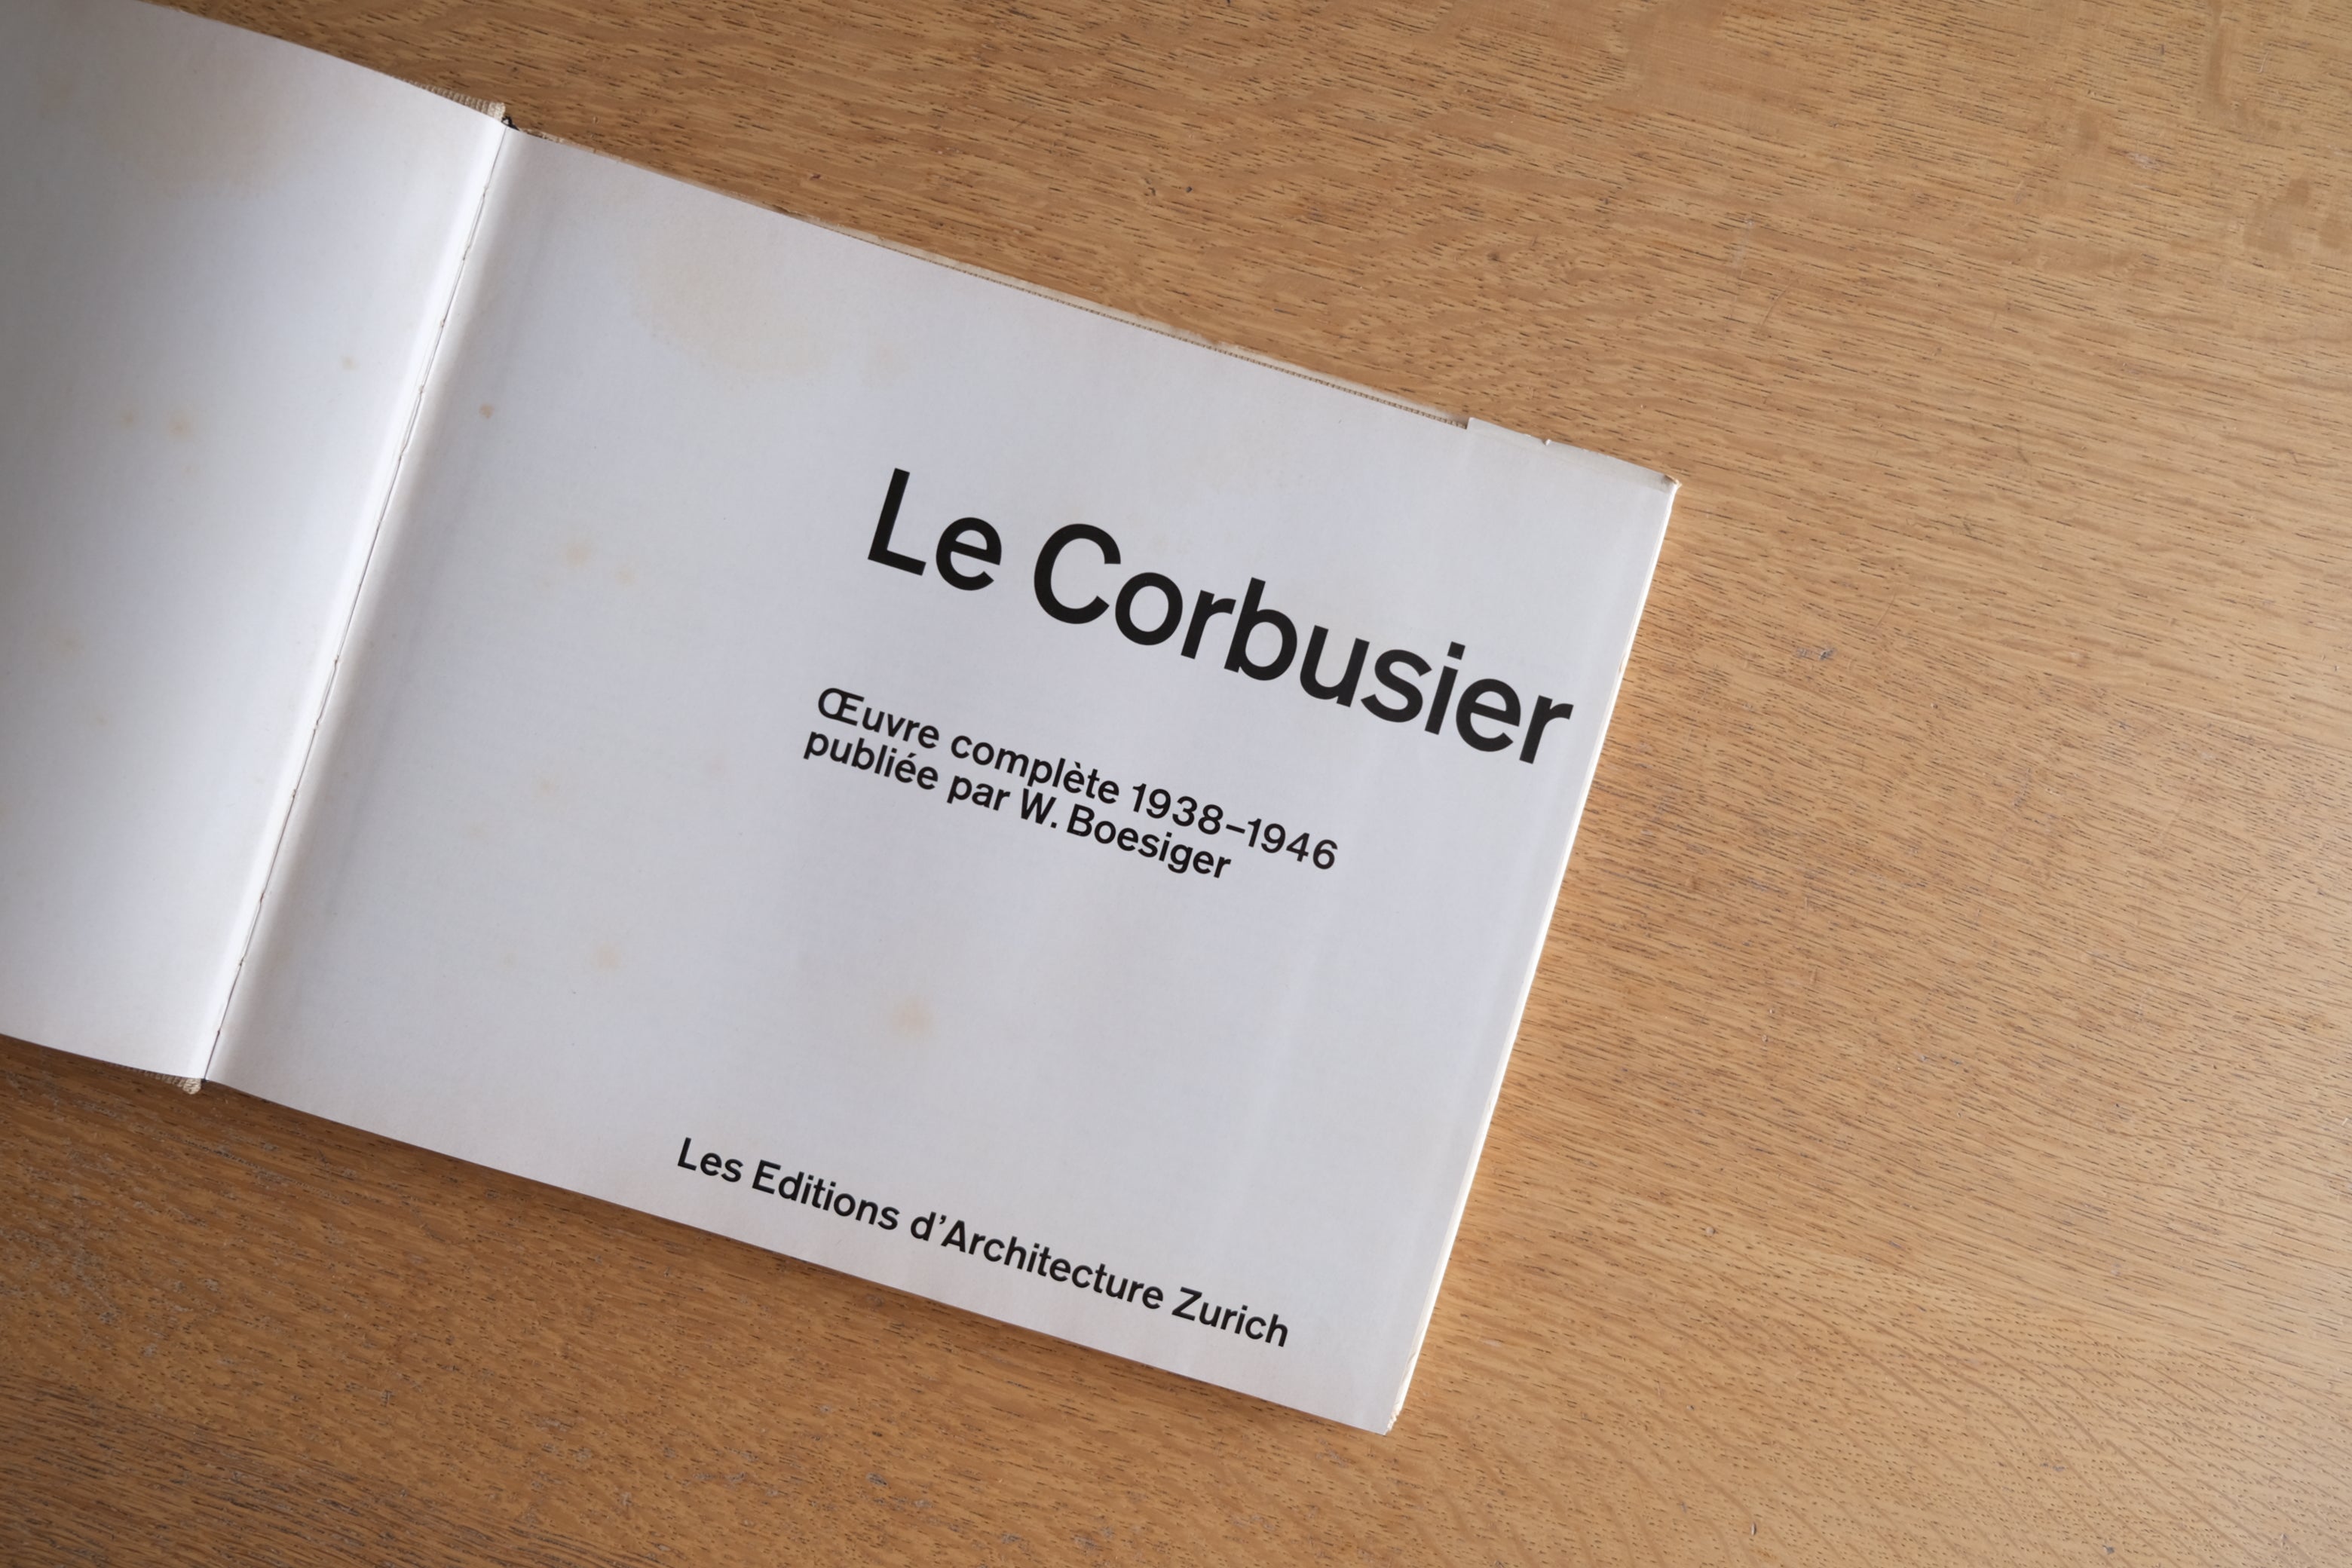 Le Corbusier
Œuvre complète 1938–1946
publiée par W. Boesiger
Les Editions d’Architecture Zurich